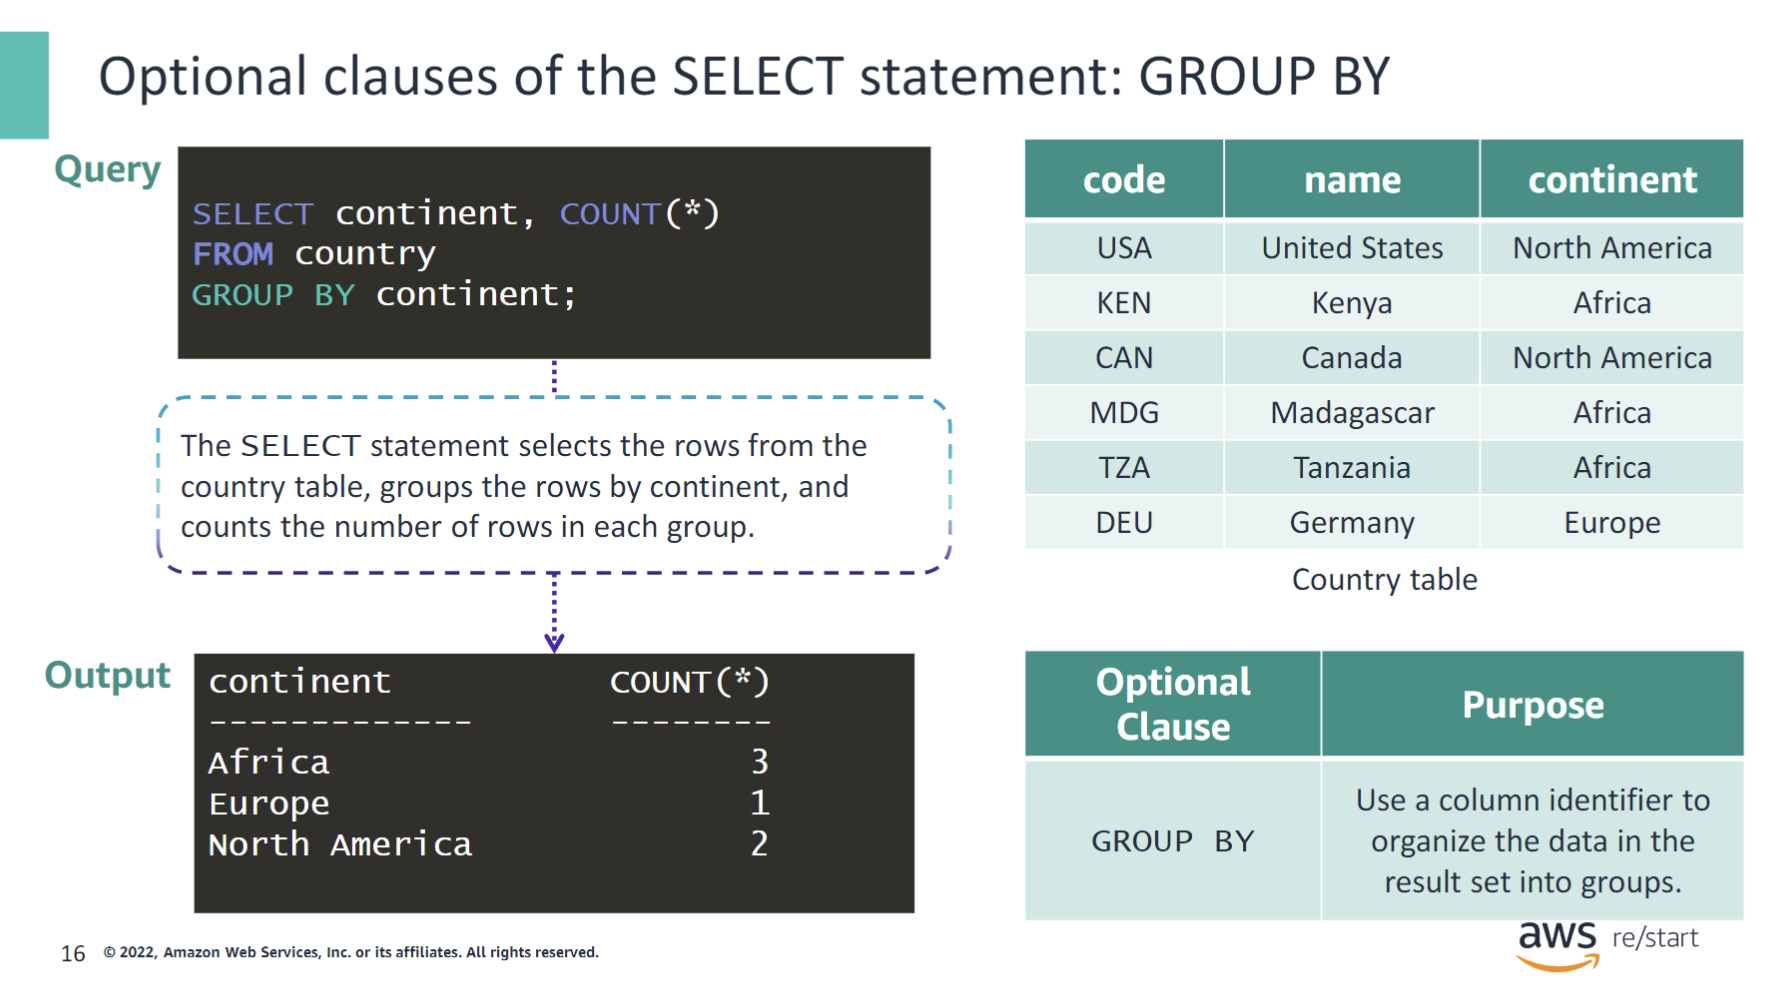 Optional clauses of the SELECT statement: GROUP BY
Query
SELECT continent, COUNT(*)
FROM country
GROUP BY continent;
The SELECT statement selects the rows from the
country table, groups the rows by continent, and
counts the number of rows in each group.
Output
continent COUNT(*)
------------- --------
Africa 3
Europe 1
North America 2
code name continent
USA United States North America
KEN Kenya Africa
CAN Canada North America
MDG Madagascar Africa
TZA Tanzania Africa
DEU Germany Europe
Country table
Optional
Clause
Purpose
GROUP BY
Use a column identifier to
organize the data in the
result set into groups.
16 © 2022, Amazon Web Services, Inc. or its affiliates. All rights reserved.
aws re/start